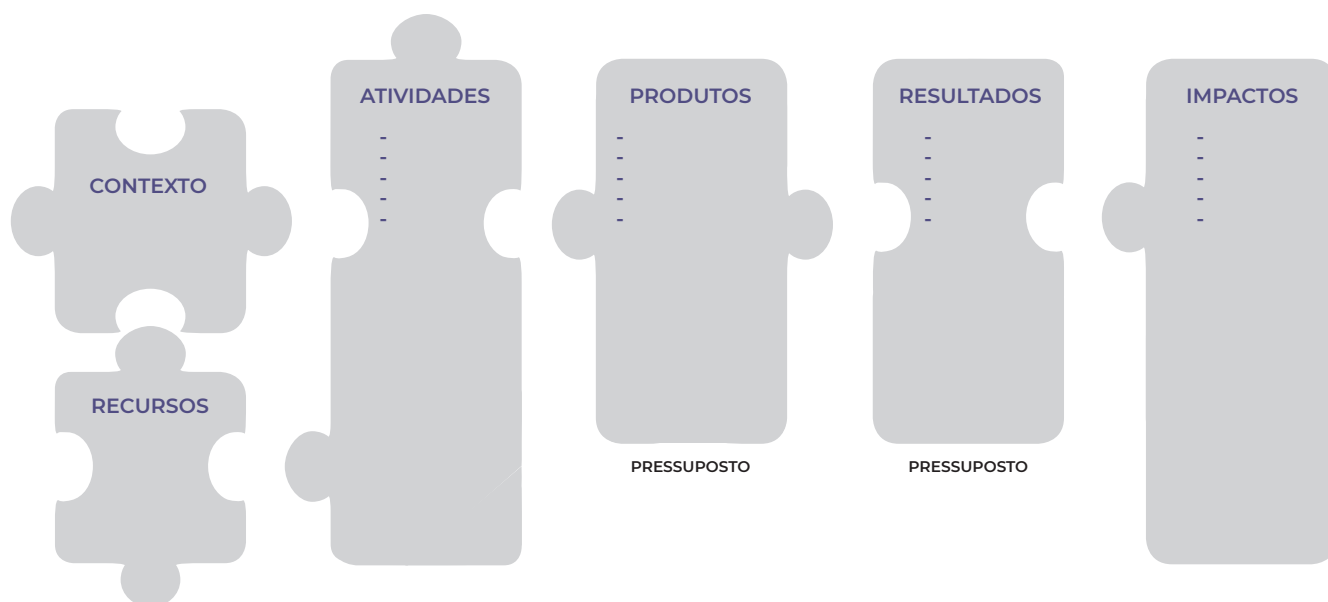 CONTEXTO
RECURSOS
ATIVIDADES
-
-
-
-
-
PRODUTOS
-
-
-
-
-
PRESSUPOSTO
RESULTADOS
-
-
-
-
-
PRESSUPOSTO
IMPACTOS
-
-
-
-
-